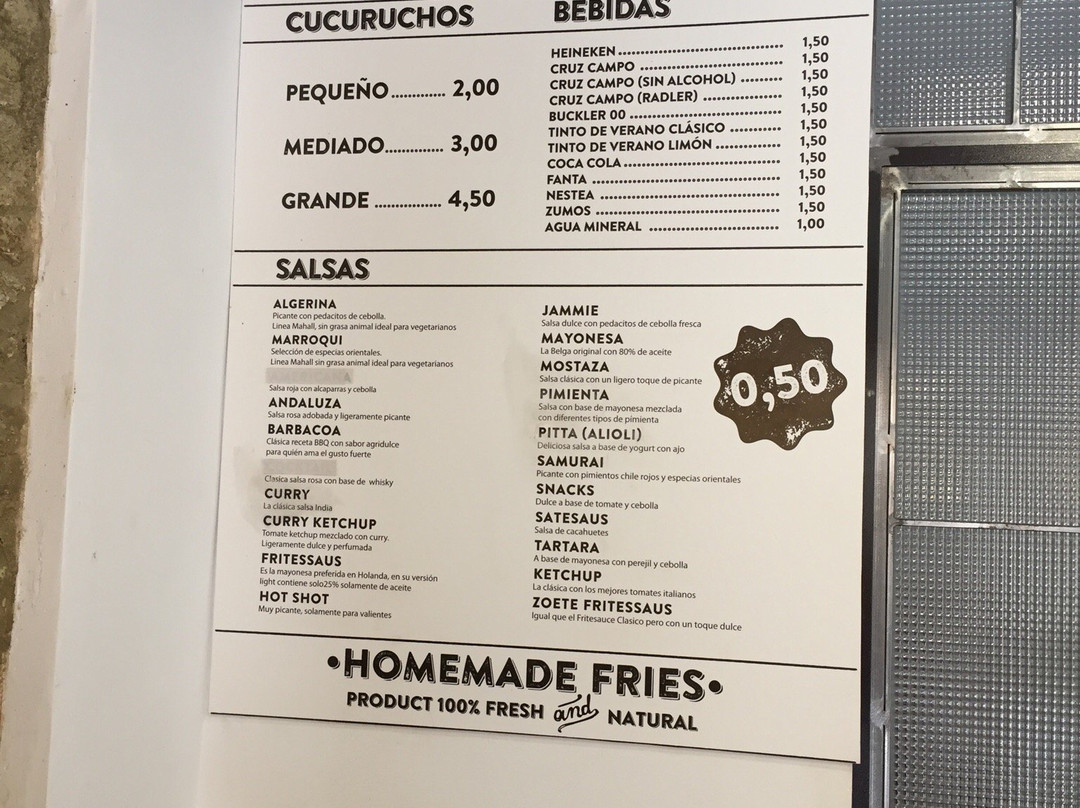 CUCURUCHOS
PEQUEÑO............. 2,00
MEDIADO.............. 3,00
GRANDE ................ 4,50
BEBIDAS
HEINEKEN ........................................ 1,50
CRUZ CAMPO ................................... 1,50
CRUZ CAMPO (SIN ALCOHOL) .......... 1,50
CRUZ CAMPO (RADLER) ................... 1,50
BUCKLER 00 ..................................... 1,50
TINTO DE VERANO CLÁSICO ............ 1,50
TINTO DE VERANO LIMÓN ................ 1,50
COCA COLA ...................................... 1,50
FANTA ............................................. 1,50
NESTEA ............................................ 1,50
ZUMOS ............................................. 1,50
AGUA MINERAL ................................ 1,00
SALSAS
ALGERINA
Picante con pedacitos de cebolla.
Linea Mahall, sin grasa animal ideal para vegetarianos
MARROQUI
Selección de especias orientales.
Linea Mahall sin grasa animal ideal para vegetarianos
Salsa roja con alcaparras y cebolla
ANDALUZA
Salsa rosa adobada y ligeramente picante
BARBACOA
Clásica receta BBQ con sabor agridulce
para quién ama el gusto fuerte
Clasica salsa rosa con base de whisky
CURRY
La clásica salsa India
CURRY KETCHUP
Tomate ketchup mezclado con curry.
Ligeramente dulce y perfumada
FRITESSAUS
Es la mayonesa preferida en Holanda, en su versión
light contiene solo25% solamente de aceite
HOT SHOT
Muy picante, solamente para valientes
JAMMIE
Salsa dulce con pedacitos de cebolla fresca
MAYONESA
La Belga original con 80% de aceite
MOSTAZA
Salsa clásica con un ligero toque de picante
PIMIENTA
Salsa con base de mayonesa mezclada
con diferentes tipos de pimienta
PITTA (ALIOLI)
Deliciosa salsa a base de yogurt con ajo
SAMURAI
Picante con pimientos chile rojos y especias orientales
SNACKS
Dulce a base de tomate y cebolla
SATESAUS
Salsa de cacahuetes
TARTARA
A base de mayonesa con perejil y cebolla
KETCHUP
La clásica con los mejores tomates italianos
ZOETE FRITESSAUS
Igual que el Fritesauce Clasico pero con un toque dulce
0,50
•HOMEMADE FRIES•
PRODUCT 100% FRESH and NATURAL